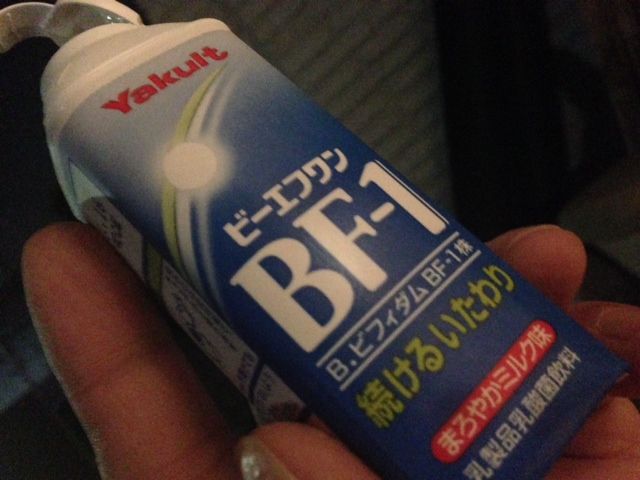 Yakult
ビーエフワン
BF-1
B.ビフィダム BF-1株
続けるいたわり
まろやかミルク味
乳製品乳酸菌飲料